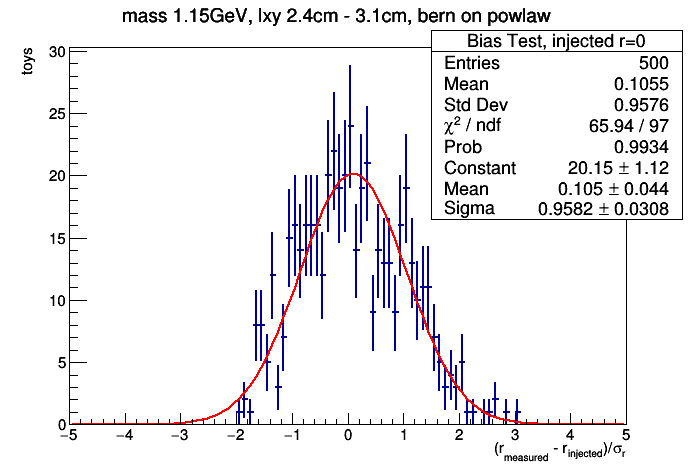 mass 1.15GeV, lxy 2.4cm - 3.1cm, bern on powlaw
toys
Bias Test, injected r=0
Entries 500
Mean 0.1055
Std Dev 0.9576
χ² / ndf 65.94 / 97
Prob 0.9934
Constant 20.15 ± 1.12
Mean 0.105 ± 0.044
Sigma 0.9582 ± 0.0308
30
25
20
15
10
5
0
−5 −4 −3 −2 −1 0 1 2 3 4 5
(r_measured - r_injected)/σ_r